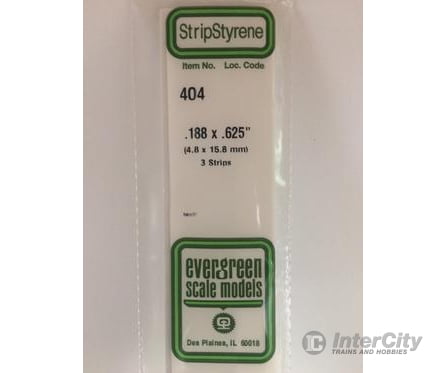 StripStyrene
Item No. Loc. Code
404
.188 x .625"
(4.8 x 15.8 mm)
3 Strips
evergreen
scale models
Des Plaines, IL 60018
InterCity
TRAINS AND HOBBIES